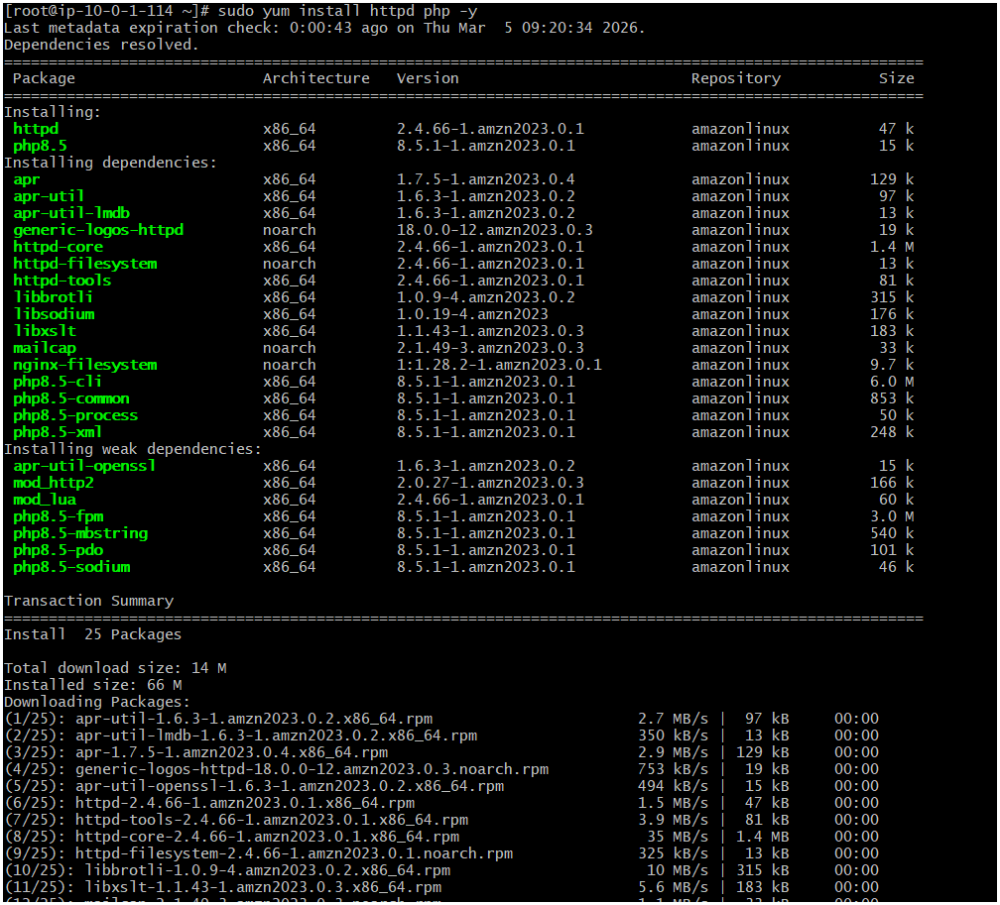 [root@ip-10-0-1-114 ~]# sudo yum install httpd php -y
Last metadata expiration check: 0:00:43 ago on Thu Mar  5 09:20:34 2026.
Dependencies resolved.
=======================================================================================================
 Package                     Architecture   Version                          Repository           Size
=======================================================================================================
Installing:
 httpd                       x86_64         2.4.66-1.amzn2023.0.1            amazonlinux          47 k
 php8.5                      x86_64         8.5.1-1.amzn2023.0.1             amazonlinux          15 k
Installing dependencies:
 apr                         x86_64         1.7.5-1.amzn2023.0.4             amazonlinux         129 k
 apr-util                    x86_64         1.6.3-1.amzn2023.0.2             amazonlinux          97 k
 apr-util-lmdb               x86_64         1.6.3-1.amzn2023.0.2             amazonlinux          13 k
 generic-logos-httpd         noarch         18.0.0-12.amzn2023.0.3           amazonlinux          19 k
 httpd-core                  x86_64         2.4.66-1.amzn2023.0.1            amazonlinux         1.4 M
 httpd-filesystem            noarch         2.4.66-1.amzn2023.0.1            amazonlinux          13 k
 httpd-tools                 x86_64         2.4.66-1.amzn2023.0.1            amazonlinux          81 k
 libbrotli                   x86_64         1.0.9-4.amzn2023.0.2             amazonlinux         315 k
 libsodium                   x86_64         1.0.19-4.amzn2023                amazonlinux         176 k
 libxslt                     x86_64         1.1.43-1.amzn2023.0.3            amazonlinux         183 k
 mailcap                     noarch         2.1.49-3.amzn2023.0.3            amazonlinux          33 k
 nginx-filesystem            noarch         1:1.28.2-1.amzn2023.0.1          amazonlinux         9.7 k
 php8.5-cli                  x86_64         8.5.1-1.amzn2023.0.1             amazonlinux         6.0 M
 php8.5-common               x86_64         8.5.1-1.amzn2023.0.1             amazonlinux         853 k
 php8.5-process              x86_64         8.5.1-1.amzn2023.0.1             amazonlinux          50 k
 php8.5-xml                  x86_64         8.5.1-1.amzn2023.0.1             amazonlinux         248 k
Installing weak dependencies:
 apr-util-openssl            x86_64         1.6.3-1.amzn2023.0.2             amazonlinux          15 k
 mod_http2                   x86_64         2.0.27-1.amzn2023.0.3            amazonlinux         166 k
 mod_lua                     x86_64         2.4.66-1.amzn2023.0.1            amazonlinux          60 k
 php8.5-fpm                  x86_64         8.5.1-1.amzn2023.0.1             amazonlinux         3.0 M
 php8.5-mbstring             x86_64         8.5.1-1.amzn2023.0.1             amazonlinux         540 k
 php8.5-pdo                  x86_64         8.5.1-1.amzn2023.0.1             amazonlinux         101 k
 php8.5-sodium               x86_64         8.5.1-1.amzn2023.0.1             amazonlinux          46 k

Transaction Summary
=======================================================================================================
Install  25 Packages

Total download size: 14 M
Installed size: 66 M
Downloading Packages:
(1/25): apr-util-1.6.3-1.amzn2023.0.2.x86_64.rpm                       2.7 MB/s |  97 kB     00:00
(2/25): apr-util-lmdb-1.6.3-1.amzn2023.0.2.x86_64.rpm                  350 kB/s |  13 kB     00:00
(3/25): apr-1.7.5-1.amzn2023.0.4.x86_64.rpm                            2.9 MB/s | 129 kB     00:00
(4/25): generic-logos-httpd-18.0.0-12.amzn2023.0.3.noarch.rpm          753 kB/s |  19 kB     00:00
(5/25): apr-util-openssl-1.6.3-1.amzn2023.0.2.x86_64.rpm               494 kB/s |  15 kB     00:00
(6/25): httpd-2.4.66-1.amzn2023.0.1.x86_64.rpm                         1.5 MB/s |  47 kB     00:00
(7/25): httpd-tools-2.4.66-1.amzn2023.0.1.x86_64.rpm                   3.9 MB/s |  81 kB     00:00
(8/25): httpd-core-2.4.66-1.amzn2023.0.1.x86_64.rpm                     35 MB/s | 1.4 MB     00:00
(9/25): httpd-filesystem-2.4.66-1.amzn2023.0.1.noarch.rpm              325 kB/s |  13 kB     00:00
(10/25): libbrotli-1.0.9-4.amzn2023.0.2.x86_64.rpm                      10 MB/s | 315 kB     00:00
(11/25): libxslt-1.1.43-1.amzn2023.0.3.x86_64.rpm                      5.6 MB/s | 183 kB     00:00